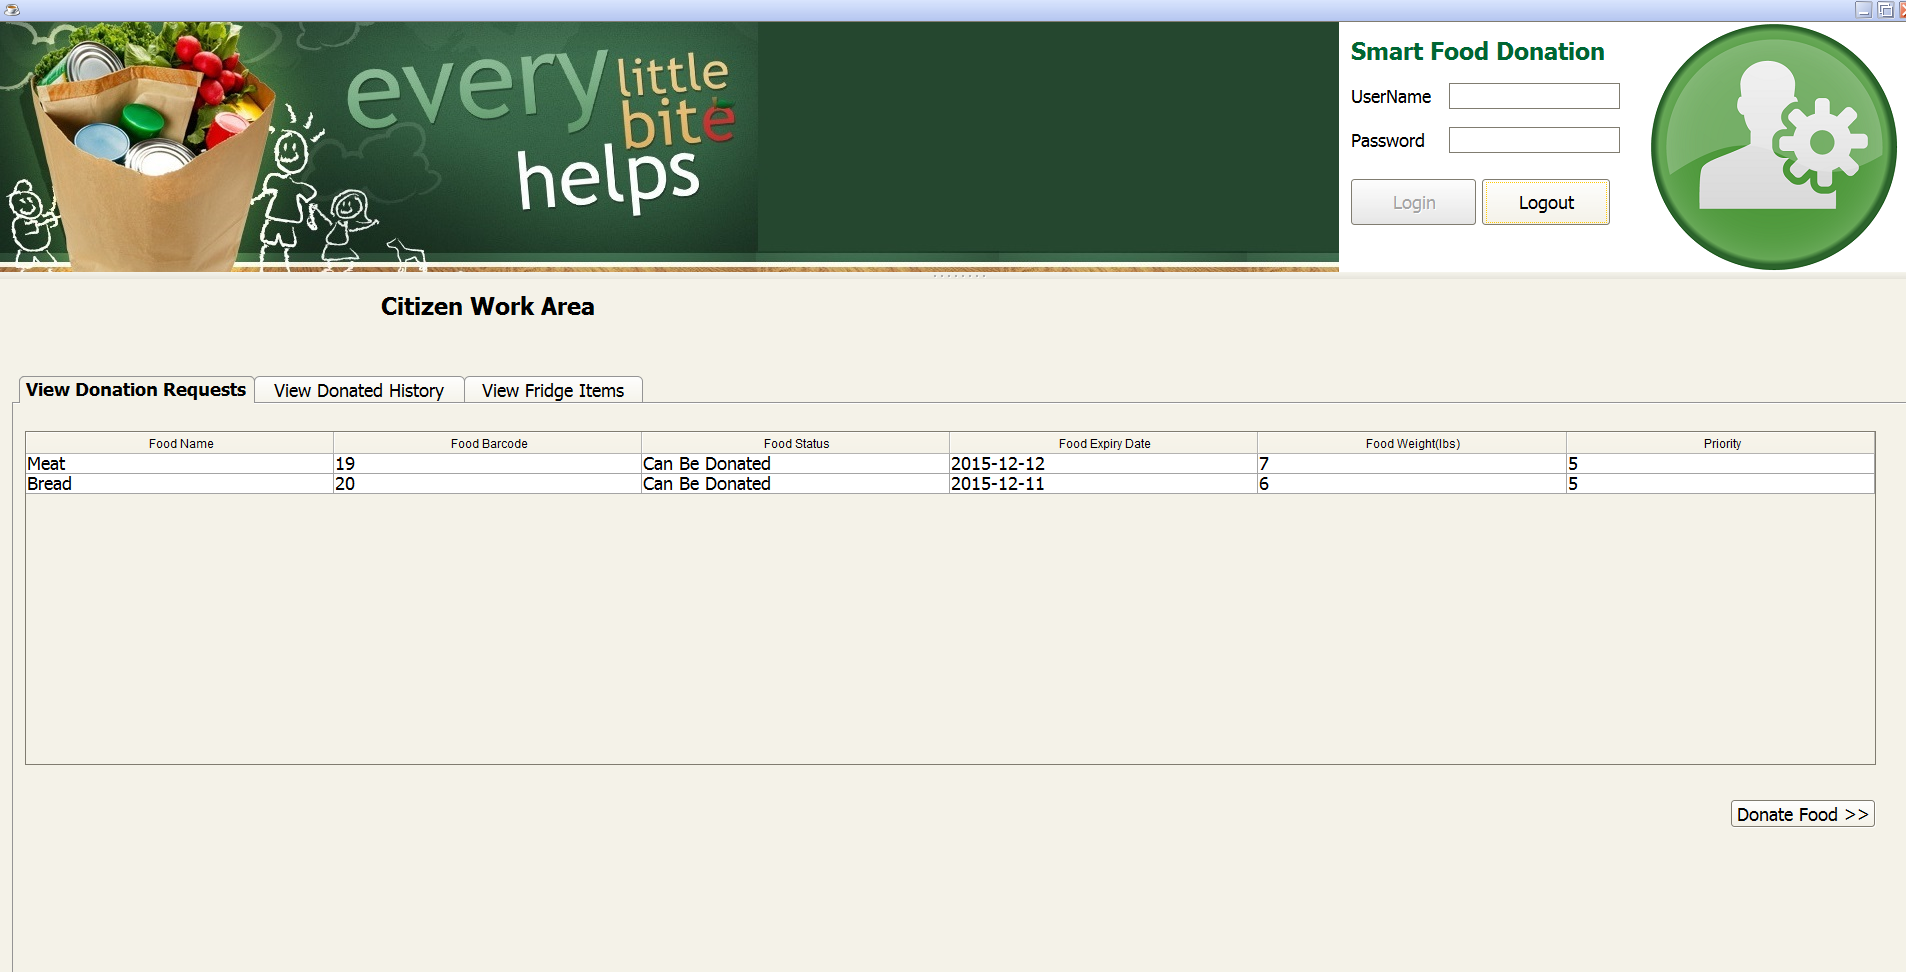 every little
bite
helps
Smart Food Donation
UserName
Password
Login Logout
Citizen Work Area
View Donation Requests View Donated History View Fridge Items
Food Name Food Barcode Food Status Food Expiry Date Food Weight(lbs) Priority
Meat 19 Can Be Donated 2015-12-12 7 5
Bread 20 Can Be Donated 2015-12-11 6 5
Donate Food >>